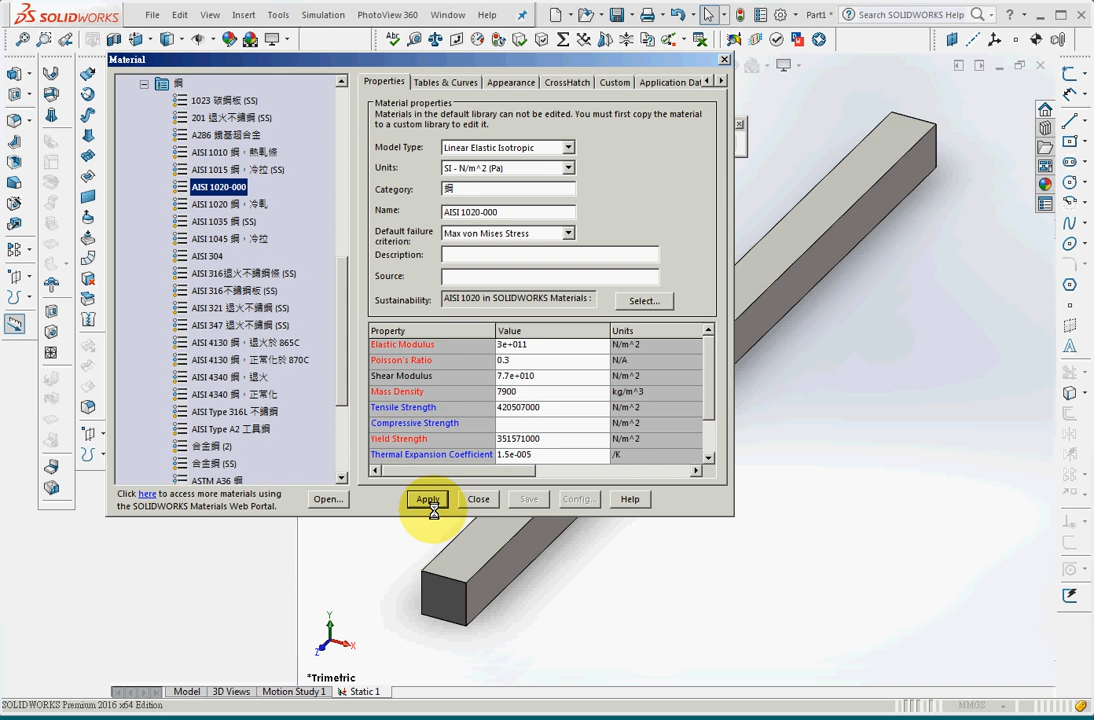 SOLIDWORKS File Edit View Insert Tools Simulation PhotoView 360 Window Help Part1 * Search SOLIDWORKS Help
Material
鋼
1023 碳鋼板 (SS)
201 退火不鏽鋼 (SS)
A286 鐵基超合金
AISI 1010 鋼，熱軋條
AISI 1015 鋼，冷拉 (SS)
AISI 1020-000
AISI 1020 鋼，冷軋
AISI 1035 鋼 (SS)
AISI 1045 鋼，冷拉
AISI 304
AISI 316退火不鏽鋼條 (SS)
AISI 316不鏽鋼板 (SS)
AISI 321 退火不鏽鋼 (SS)
AISI 347 退火不鏽鋼 (SS)
AISI 4130 鋼，退火於 865C
AISI 4130 鋼，正常化於 870C
AISI 4340 鋼，退火
AISI 4340 鋼，正常化
AISI Type 316L 不鏽鋼
AISI Type A2 工具鋼
合金鋼 (2)
合金鋼 (SS)
ASTM A36 鋼
Click here to access more materials using
the SOLIDWORKS Materials Web Portal.
Open...
Properties Tables & Curves Appearance CrossHatch Custom Application Dat
Material properties
Materials in the default library can not be edited. You must first copy the material
to a custom library to edit it.
Model Type: Linear Elastic Isotropic
Units: SI - N/m^2 (Pa)
Category: 鋼
Name: AISI 1020-000
Default failure criterion: Max von Mises Stress
Description:
Source:
Sustainability: AISI 1020 in SOLIDWORKS Materials : Select...
Property Value Units
Elastic Modulus 3e+011 N/m^2
Poisson's Ratio 0.3 N/A
Shear Modulus 7.7e+010 N/m^2
Mass Density 7900 kg/m^3
Tensile Strength 420507000 N/m^2
Compressive Strength N/m^2
Yield Strength 351571000 N/m^2
Thermal Expansion Coefficient 1.5e-005 /K
Apply Close Save Config... Help
Y
X
Z
*Trimetric
Model 3D Views Motion Study 1 Static 1
SOLIDWORKS Premium 2016 x64 Edition MMGS